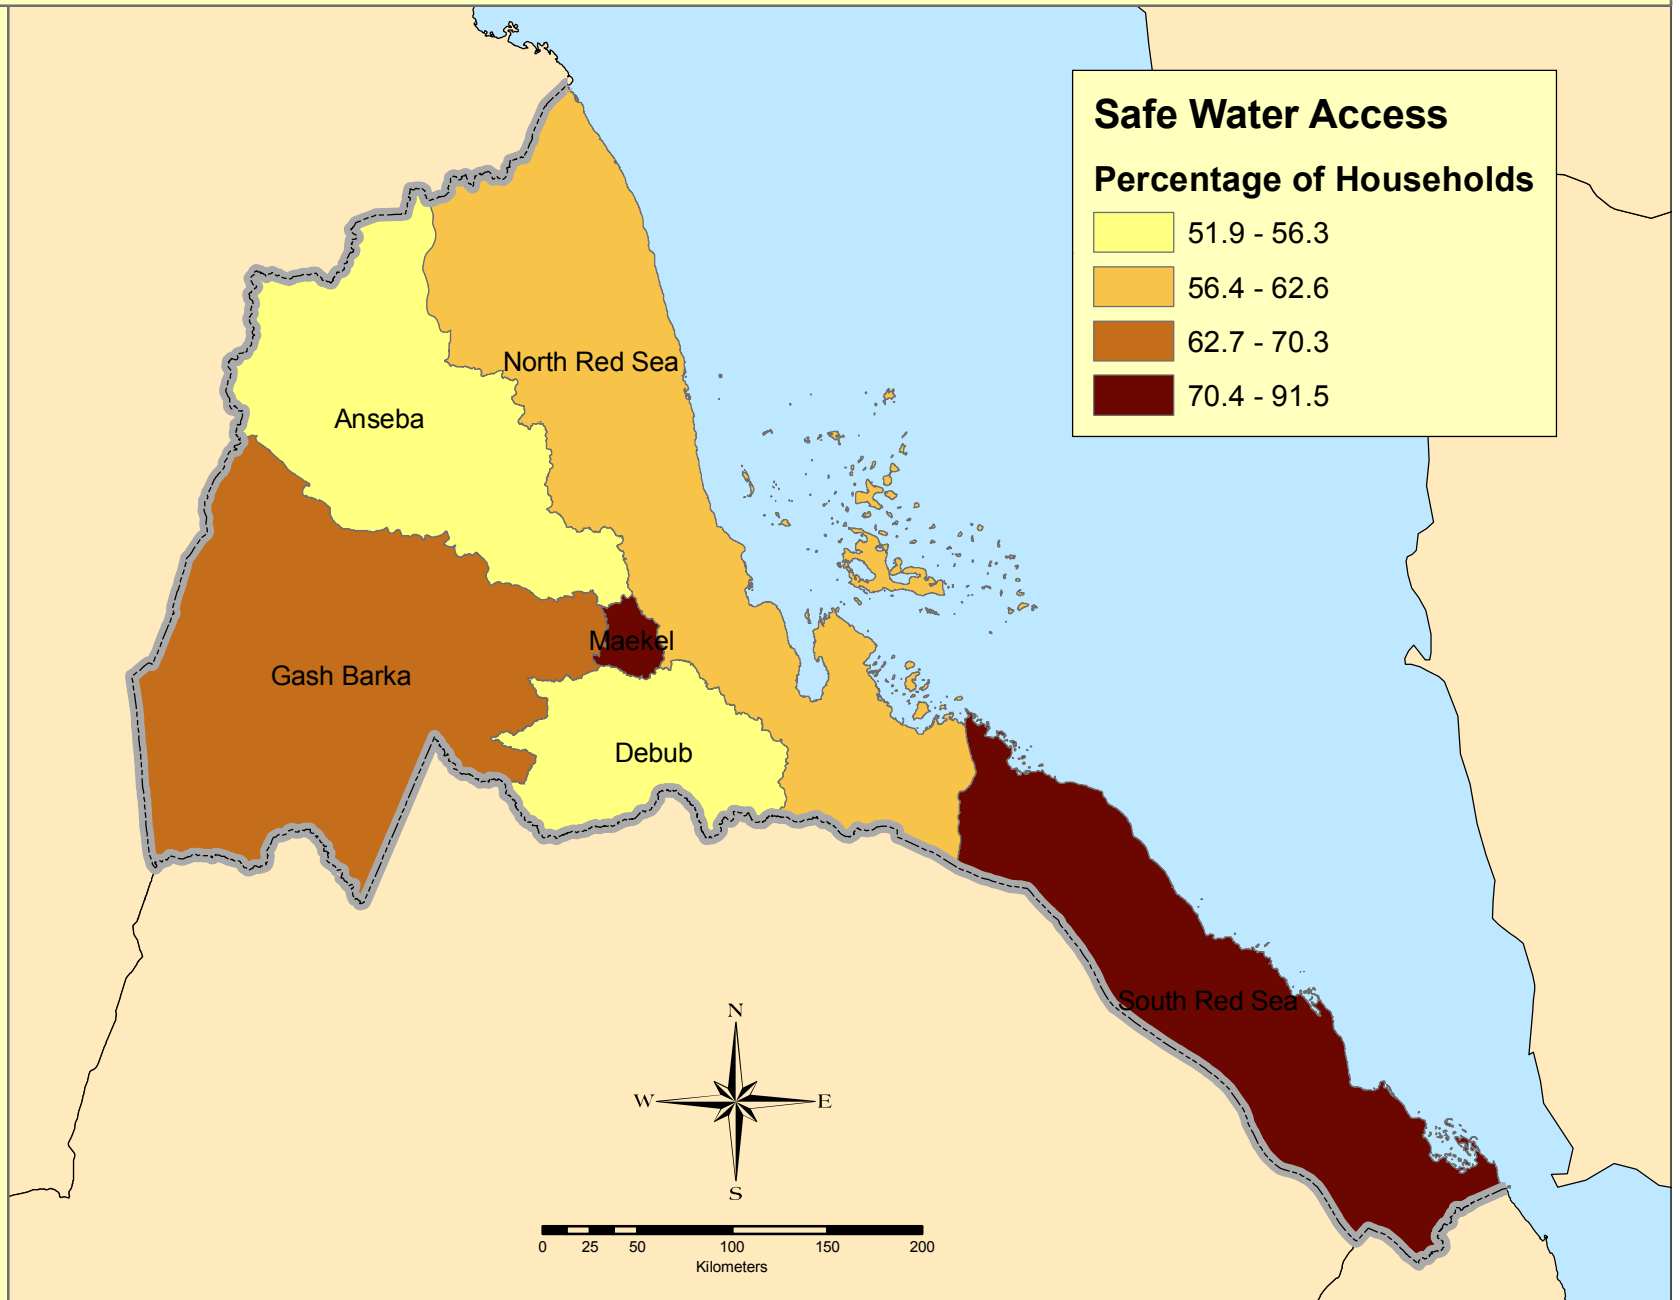 Safe Water Access
Percentage of Households
51.9 - 56.3
56.4 - 62.6
62.7 - 70.3
70.4 - 91.5
North Red Sea
Anseba
Maekel
Gash Barka
Debub
South Red Sea
N
W E
S
0 25 50 100 150 200
Kilometers